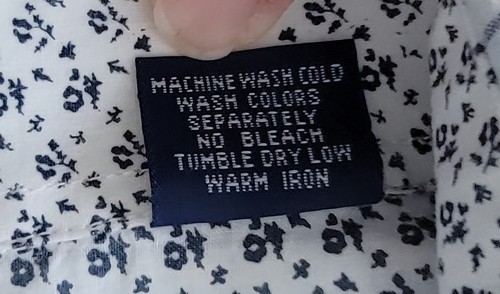 MACHINE WASH COLD
WASH COLORS
SEPARATELY
NO BLEACH
TUMBLE DRY LOW
WARM IRON